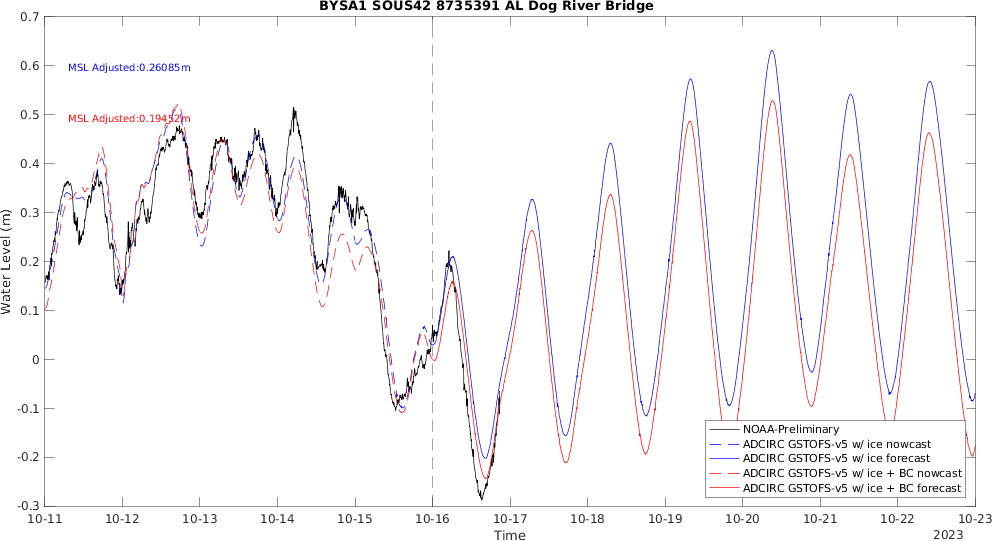 BYSA1 SOUS42 8735391 AL Dog River Bridge
0.7
0.6
0.5
0.4
0.3
0.2
0.1
0
-0.1
-0.2
-0.3
Water Level (m)
MSL Adjusted:0.26085m
MSL Adjusted:0.19452m
NOAA-Preliminary
ADCIRC GSTOFS-v5 w/ ice nowcast
ADCIRC GSTOFS-v5 w/ ice forecast
ADCIRC GSTOFS-v5 w/ ice + BC nowcast
ADCIRC GSTOFS-v5 w/ ice + BC forecast
10-11 10-12 10-13 10-14 10-15 10-16 10-17 10-18 10-19 10-20 10-21 10-22 10-23
Time
2023